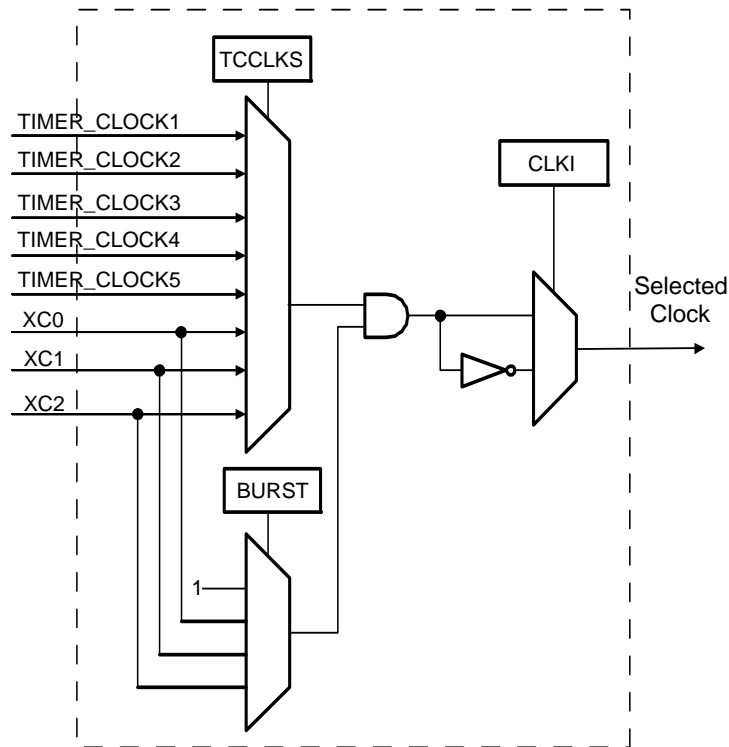 TCCLKS
TIMER_CLOCK1
TIMER_CLOCK2
CLKI
TIMER_CLOCK3
TIMER_CLOCK4
TIMER_CLOCK5
Selected
Clock
XC0
XC1
XC2
BURST
1